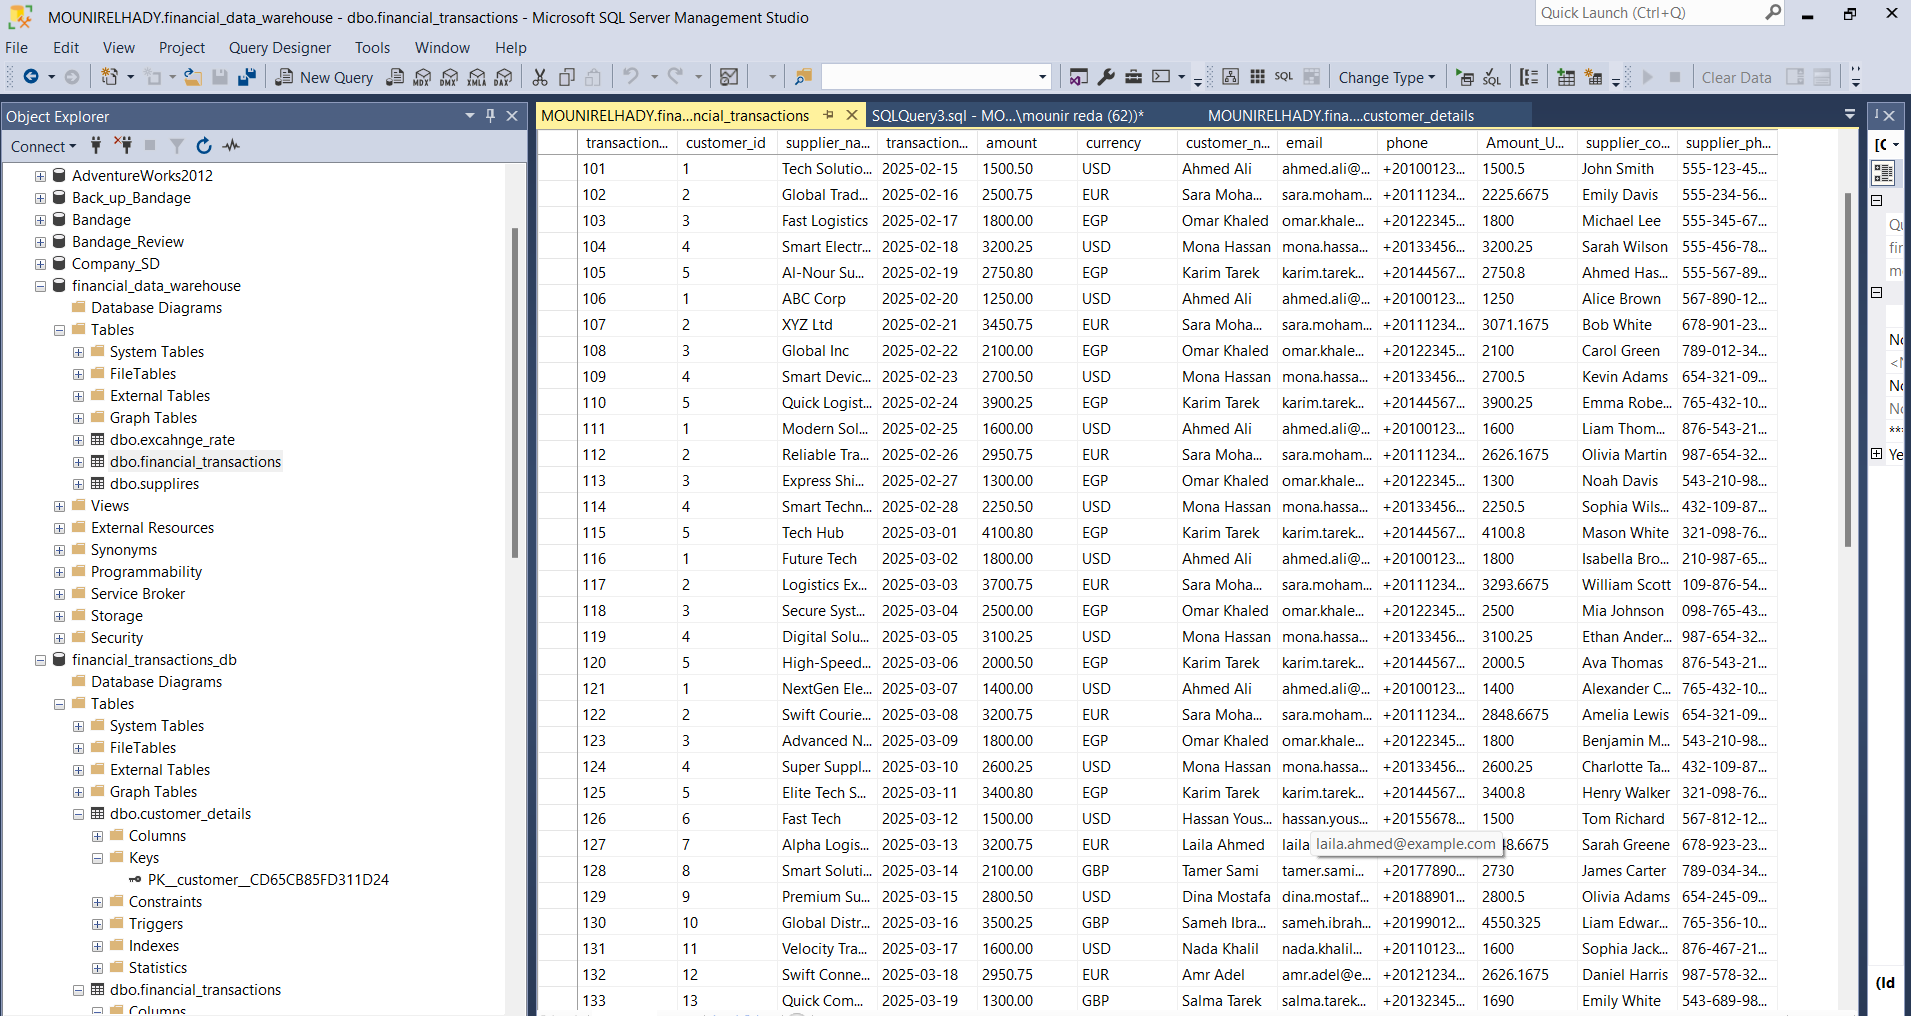 MOUNIRELHADY.financial_data_warehouse - dbo.financial_transactions - Microsoft SQL Server Management Studio
Quick Launch (Ctrl+Q)
File Edit View Project Query Designer Tools Window Help
New Query MDX DMX XMLA DAX SQL Change Type SQL Clear Data
Object Explorer
Connect
AdventureWorks2012
Back_up_Bandage
Bandage
Bandage_Review
Company_SD
financial_data_warehouse
Database Diagrams
Tables
System Tables
FileTables
External Tables
Graph Tables
dbo.excahnge_rate
dbo.financial_transactions
dbo.supplires
Views
External Resources
Synonyms
Programmability
Service Broker
Storage
Security
financial_transactions_db
Database Diagrams
Tables
System Tables
FileTables
External Tables
Graph Tables
dbo.customer_details
Columns
Keys
PK__customer__CD65CB85FD311D24
Constraints
Triggers
Indexes
Statistics
dbo.financial_transactions
Columns
MOUNIRELHADY.fina...ncial_transactions SQLQuery3.sql - MO...\mounir reda (62))* MOUNIRELHADY.fina....customer_details
transaction... customer_id supplier_na... transaction... amount currency customer_n... email phone Amount_U... supplier_co... supplier_ph...
101 1 Tech Solutio... 2025-02-15 1500.50 USD Ahmed Ali ahmed.ali@... +20100123... 1500.5 John Smith 555-123-45...
102 2 Global Trad... 2025-02-16 2500.75 EUR Sara Moha... sara.moham... +20111234... 2225.6675 Emily Davis 555-234-56...
103 3 Fast Logistics 2025-02-17 1800.00 EGP Omar Khaled omar.khale... +20122345... 1800 Michael Lee 555-345-67...
104 4 Smart Electr... 2025-02-18 3200.25 USD Mona Hassan mona.hassa... +20133456... 3200.25 Sarah Wilson 555-456-78...
105 5 Al-Nour Su... 2025-02-19 2750.80 EGP Karim Tarek karim.tarek... +20144567... 2750.8 Ahmed Has... 555-567-89...
106 1 ABC Corp 2025-02-20 1250.00 USD Ahmed Ali ahmed.ali@... +20100123... 1250 Alice Brown 567-890-12...
107 2 XYZ Ltd 2025-02-21 3450.75 EUR Sara Moha... sara.moham... +20111234... 3071.1675 Bob White 678-901-23...
108 3 Global Inc 2025-02-22 2100.00 EGP Omar Khaled omar.khale... +20122345... 2100 Carol Green 789-012-34...
109 4 Smart Devic... 2025-02-23 2700.50 USD Mona Hassan mona.hassa... +20133456... 2700.5 Kevin Adams 654-321-09...
110 5 Quick Logist... 2025-02-24 3900.25 EGP Karim Tarek karim.tarek... +20144567... 3900.25 Emma Robe... 765-432-10...
111 1 Modern Sol... 2025-02-25 1600.00 USD Ahmed Ali ahmed.ali@... +20100123... 1600 Liam Thom... 876-543-21...
112 2 Reliable Tra... 2025-02-26 2950.75 EUR Sara Moha... sara.moham... +20111234... 2626.1675 Olivia Martin 987-654-32...
113 3 Express Shi... 2025-02-27 1300.00 EGP Omar Khaled omar.khale... +20122345... 1300 Noah Davis 543-210-98...
114 4 Smart Techn... 2025-02-28 2250.50 USD Mona Hassan mona.hassa... +20133456... 2250.5 Sophia Wils... 432-109-87...
115 5 Tech Hub 2025-03-01 4100.80 EGP Karim Tarek karim.tarek... +20144567... 4100.8 Mason White 321-098-76...
116 1 Future Tech 2025-03-02 1800.00 USD Ahmed Ali ahmed.ali@... +20100123... 1800 Isabella Bro... 210-987-65...
117 2 Logistics Ex... 2025-03-03 3700.75 EUR Sara Moha... sara.moham... +20111234... 3293.6675 William Scott 109-876-54...
118 3 Secure Syst... 2025-03-04 2500.00 EGP Omar Khaled omar.khale... +20122345... 2500 Mia Johnson 098-765-43...
119 4 Digital Solu... 2025-03-05 3100.25 USD Mona Hassan mona.hassa... +20133456... 3100.25 Ethan Ander... 987-654-32...
120 5 High-Speed... 2025-03-06 2000.50 EGP Karim Tarek karim.tarek... +20144567... 2000.5 Ava Thomas 876-543-21...
121 1 NextGen Ele... 2025-03-07 1400.00 USD Ahmed Ali ahmed.ali@... +20100123... 1400 Alexander C... 765-432-10...
122 2 Swift Courie... 2025-03-08 3200.75 EUR Sara Moha... sara.moham... +20111234... 2848.6675 Amelia Lewis 654-321-09...
123 3 Advanced N... 2025-03-09 1800.00 EGP Omar Khaled omar.khale... +20122345... 1800 Benjamin M... 543-210-98...
124 4 Super Suppl... 2025-03-10 2600.25 USD Mona Hassan mona.hassa... +20133456... 2600.25 Charlotte Ta... 432-109-87...
125 5 Elite Tech S... 2025-03-11 3400.80 EGP Karim Tarek karim.tarek... +20144567... 3400.8 Henry Walker 321-098-76...
126 6 Fast Tech 2025-03-12 1500.00 USD Hassan Yous... hassan.yous... +20155678... 1500 Tom Richard 567-812-12...
127 7 Alpha Logis... 2025-03-13 3200.75 EUR Laila Ahmed laila laila.ahmed@example.com 48.6675 Sarah Greene 678-923-23...
128 8 Smart Soluti... 2025-03-14 2100.00 GBP Tamer Sami tamer.sami... +20177890... 2730 James Carter 789-034-34...
129 9 Premium Su... 2025-03-15 2800.50 USD Dina Mostafa dina.mostaf... +20188901... 2800.5 Olivia Adams 654-245-09...
130 10 Global Distr... 2025-03-16 3500.25 GBP Sameh Ibra... sameh.ibrah... +20199012... 4550.325 Liam Edwar... 765-356-10...
131 11 Velocity Tra... 2025-03-17 1600.00 USD Nada Khalil nada.khalil... +20110123... 1600 Sophia Jack... 876-467-21...
132 12 Swift Conne... 2025-03-18 2950.75 EUR Amr Adel amr.adel@e... +20121234... 2626.1675 Daniel Harris 987-578-32...
133 13 Quick Com... 2025-03-19 1300.00 GBP Salma Tarek salma.tarek... +20132345... 1690 Emily White 543-689-98...